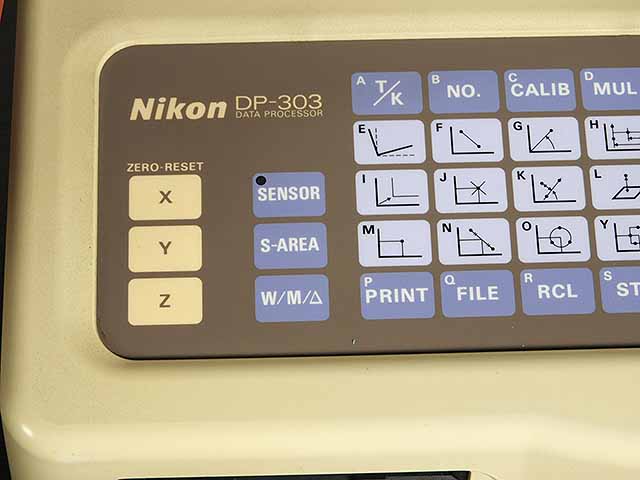 Nikon DP-303
DATA PROCESSOR
ZERO-RESET
X
Y
Z
SENSOR
S-AREA
W/M/△
A T/K
B NO.
C CALIB
D MUL
E
F
G
H
I
J
K
L
M
N
O
Y
P PRINT
Q FILE
R RCL
S ST